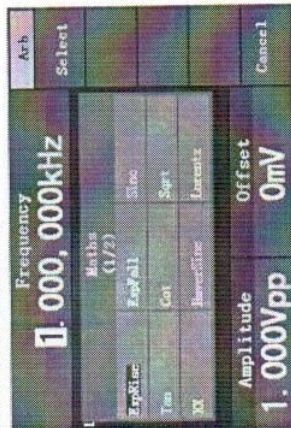 Frequency
Arb
1.000,000kHz
Select
Maths
(1/2)
ExpRise ExpFall Sinc
Tan Cot Sqrt
XX HaverSine Lorentz
Amplitude Offset
Cancel
1.000Vpp 0mV